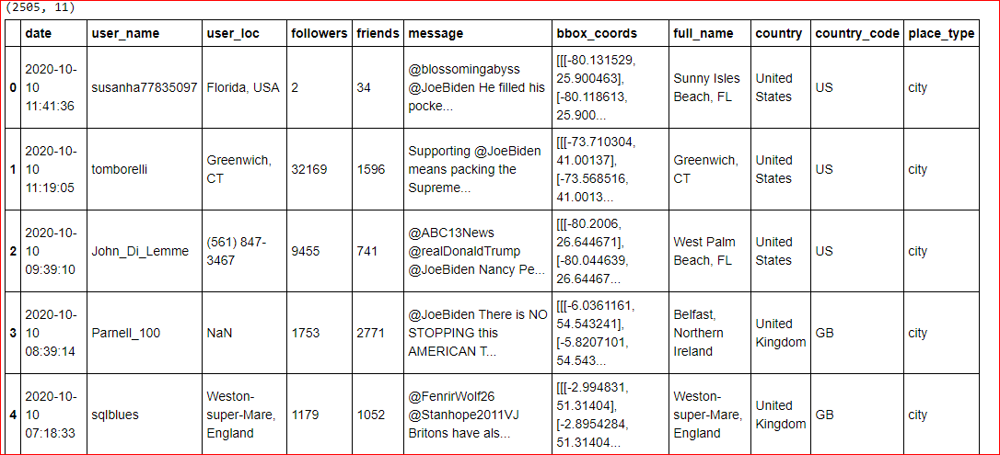 (2505, 11)
date user_name user_loc followers friends message bbox_coords full_name country country_code place_type
0 2020-10-10 11:41:36 susanha77835097 Florida, USA 2 34 @blossomingabyss @JoeBiden He filled his pocke... [[[-80.131529, 25.900463], [-80.118613, 25.900... Sunny Isles Beach, FL United States US city
1 2020-10-10 11:19:05 tomborelli Greenwich, CT 32169 1596 Supporting @JoeBiden means packing the Supreme... [[[-73.710304, 41.00137], [-73.568516, 41.0013... Greenwich, CT United States US city
2 2020-10-10 09:39:10 John_Di_Lemme (561) 847-3467 9455 741 @ABC13News @realDonaldTrump @JoeBiden Nancy Pe... [[[-80.2006, 26.644671], [-80.044639, 26.64467... West Palm Beach, FL United States US city
3 2020-10-10 08:39:14 Parnell_100 NaN 1753 2771 @JoeBiden There is NO STOPPING this AMERICAN T... [[[-6.0361161, 54.543241], [-5.8207101, 54.543... Belfast, Northern Ireland United Kingdom GB city
4 2020-10-10 07:18:33 sqlblues Weston-super-Mare, England 1179 1052 @FenrirWolf26 @Stanhope2011VJ Britons have als... [[[-2.994831, 51.31404], [-2.8954284, 51.31404... Weston-super-Mare, England United Kingdom GB city